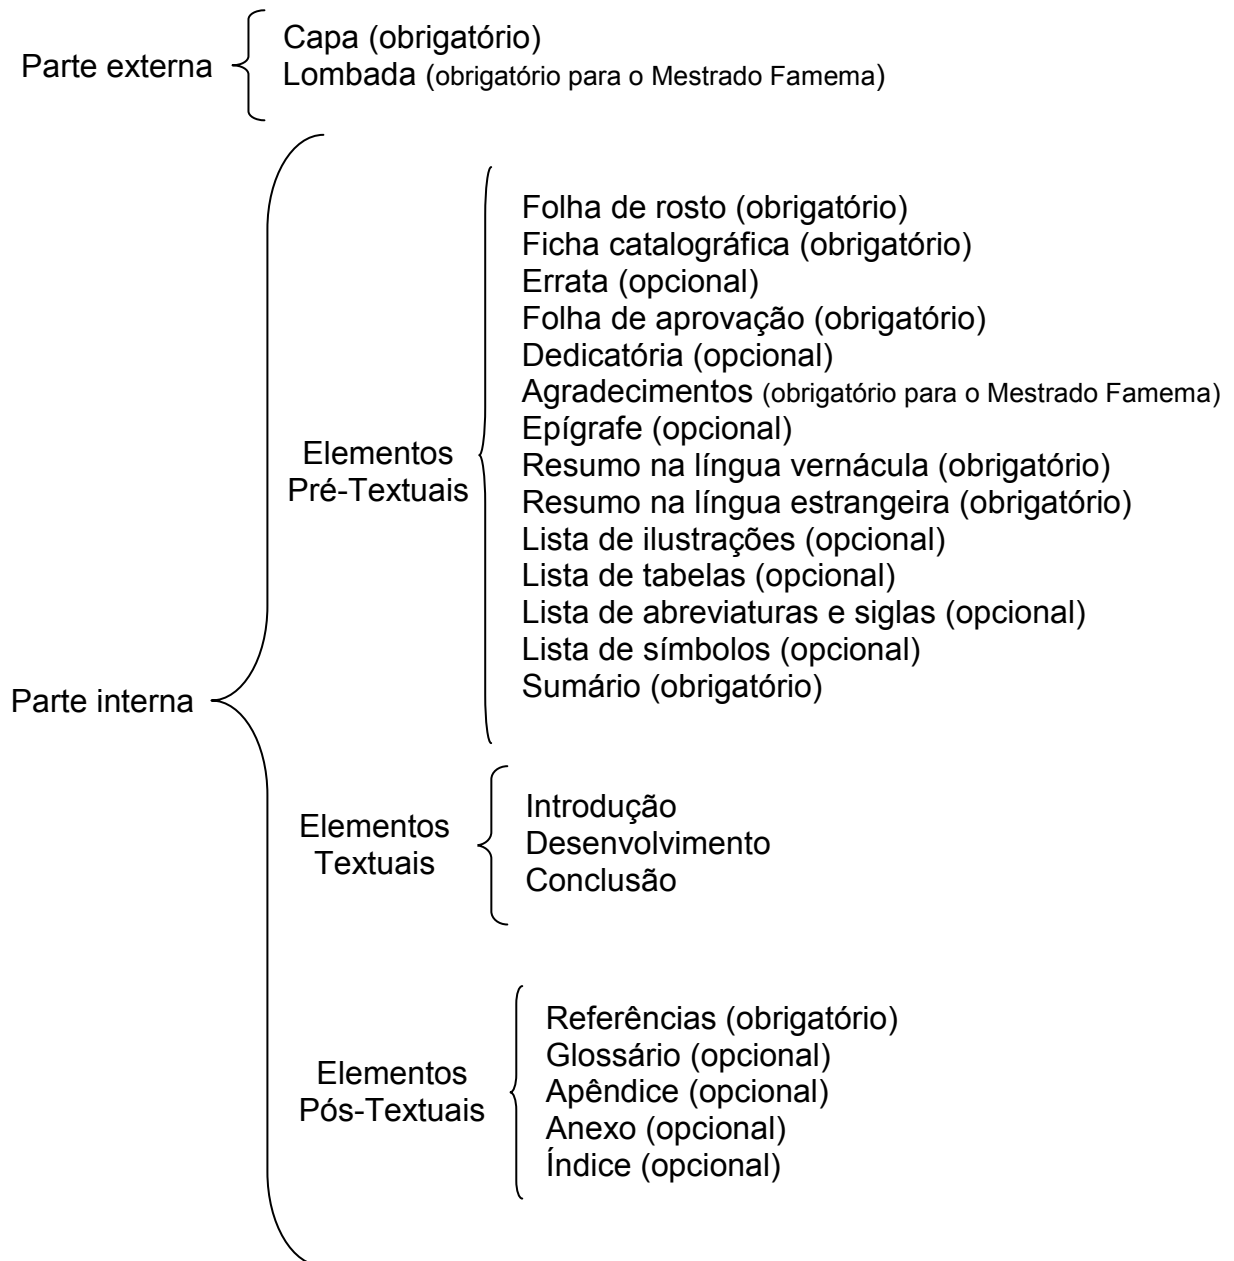 Parte externa
Capa (obrigatório)
Lombada (obrigatório para o Mestrado Famema)
Parte interna
Elementos
Pré-Textuais
Folha de rosto (obrigatório)
Ficha catalográfica (obrigatório)
Errata (opcional)
Folha de aprovação (obrigatório)
Dedicatória (opcional)
Agradecimentos (obrigatório para o Mestrado Famema)
Epígrafe (opcional)
Resumo na língua vernácula (obrigatório)
Resumo na língua estrangeira (obrigatório)
Lista de ilustrações (opcional)
Lista de tabelas (opcional)
Lista de abreviaturas e siglas (opcional)
Lista de símbolos (opcional)
Sumário (obrigatório)
Elementos
Textuais
Introdução
Desenvolvimento
Conclusão
Elementos
Pós-Textuais
Referências (obrigatório)
Glossário (opcional)
Apêndice (opcional)
Anexo (opcional)
Índice (opcional)